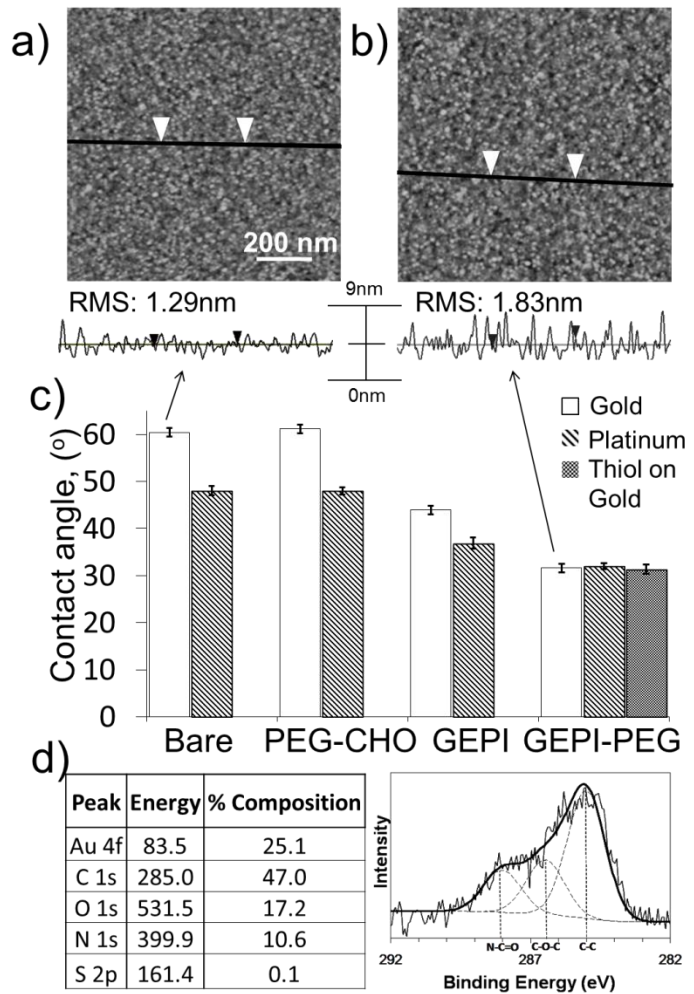 a)
b)
200 nm
RMS: 1.29nm
9nm
RMS: 1.83nm
0nm
c)
Contact angle, (o)
60
50
40
30
20
10
0
Gold
Platinum
Thiol on
Gold
Bare PEG-CHO GEPI GEPI-PEG
d)
Peak Energy % Composition
Au 4f 83.5 25.1
C 1s 285.0 47.0
O 1s 531.5 17.2
N 1s 399.9 10.6
S 2p 161.4 0.1
Intensity
N-C=O C-O-C C-C
292 287 282
Binding Energy (eV)